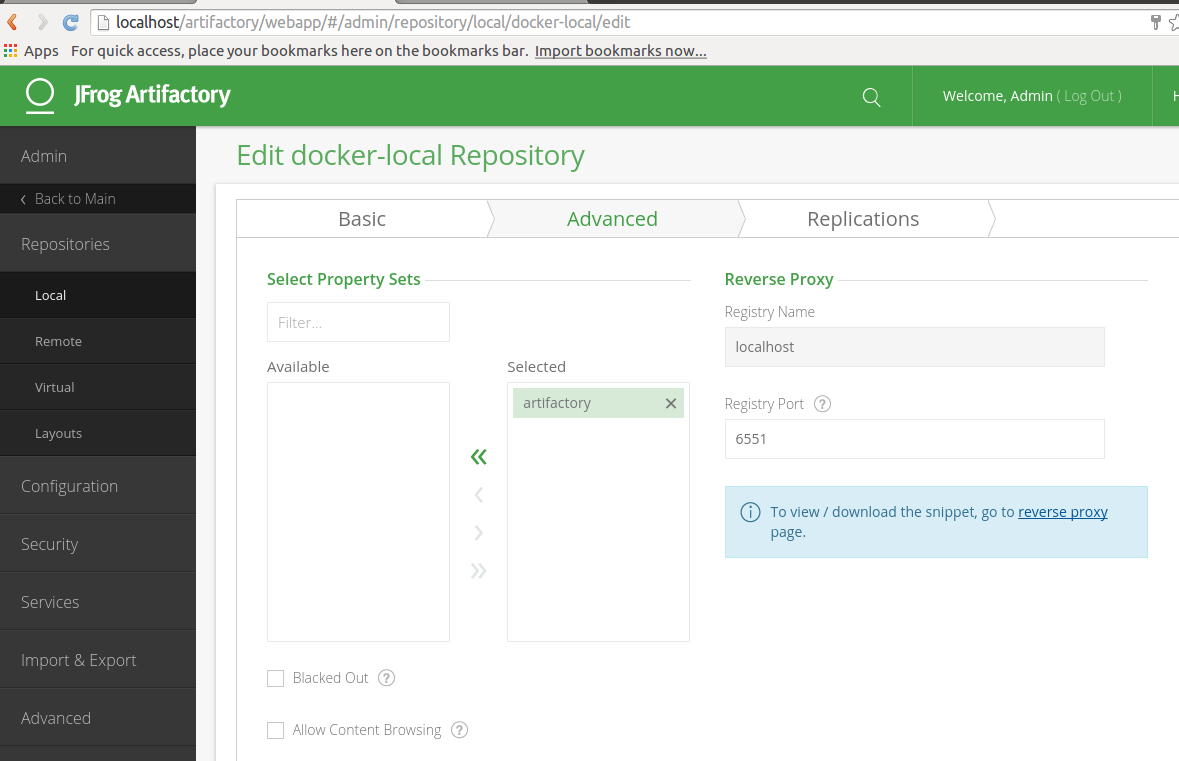 localhost/artifactory/webapp/#/admin/repository/local/docker-local/edit
Apps For quick access, place your bookmarks here on the bookmarks bar. Import bookmarks now...
JFrog Artifactory
Welcome, Admin ( Log Out )
H
Admin
Edit docker-local Repository
‹ Back to Main
Repositories
Local
Remote
Virtual
Layouts
Configuration
Security
Services
Import & Export
Advanced
Basic
Advanced
Replications
Select Property Sets
Filter...
Available
Selected
artifactory ✕
«
‹
›
»
Blacked Out ?
Allow Content Browsing ?
Reverse Proxy
Registry Name
localhost
Registry Port ?
6551
To view / download the snippet, go to reverse proxy
page.